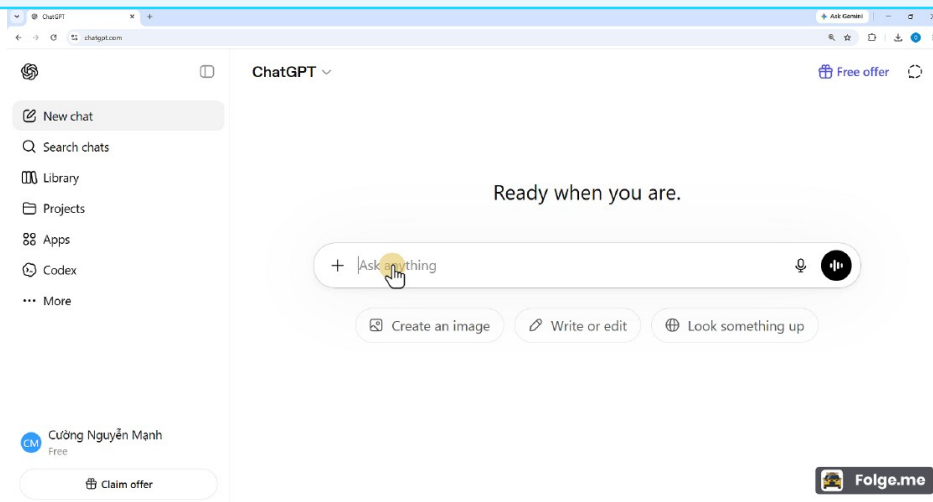 ChatGPT
Ask Gemini
chatgpt.com
ChatGPT
Free offer
New chat
Search chats
Library
Projects
Apps
Codex
More
Ready when you are.
Ask anything
Create an image
Write or edit
Look something up
CM
Cường Nguyễn Mạnh
Free
Claim offer
Folge.me